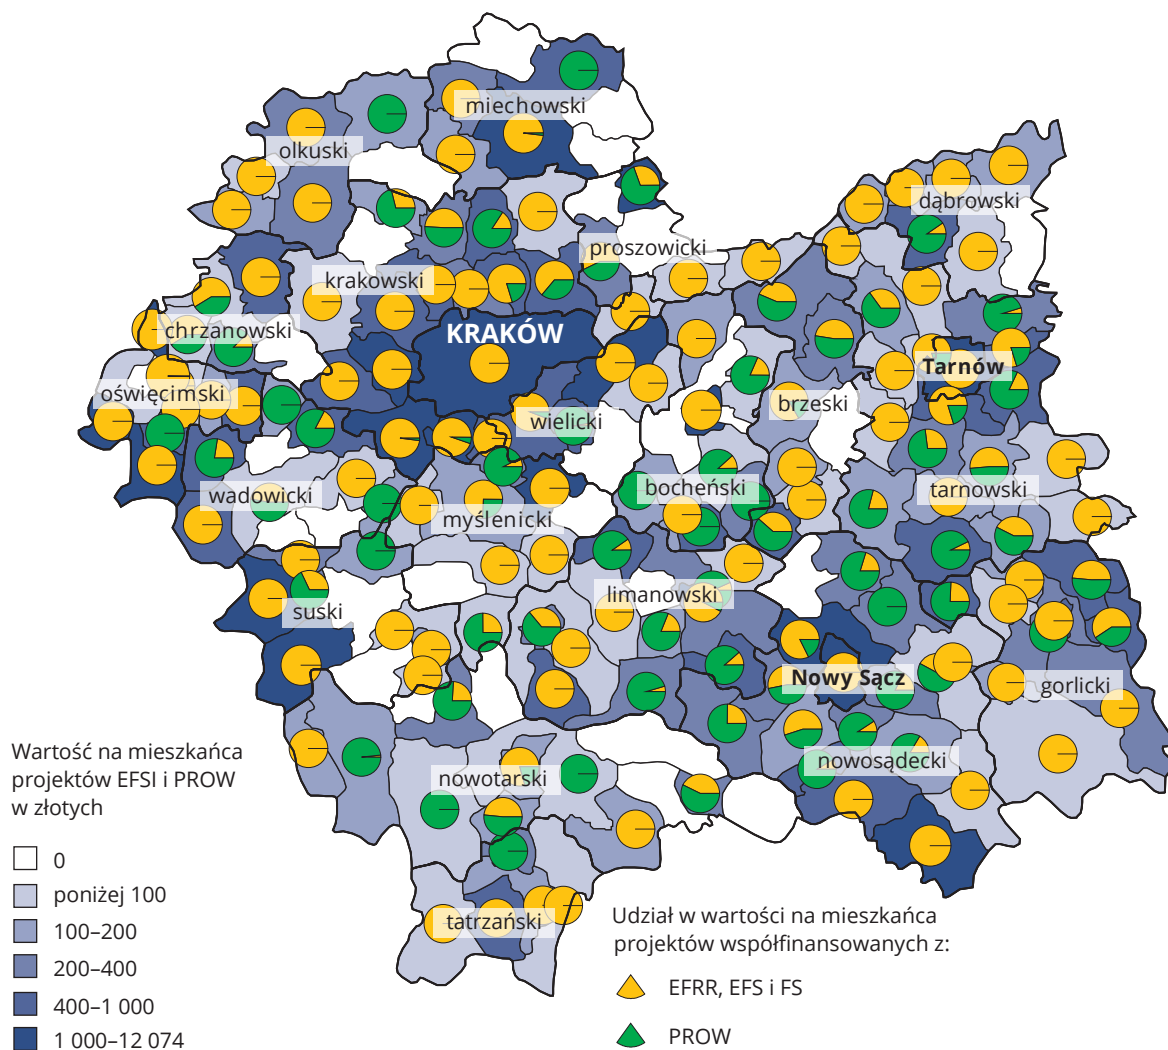 miechowski
olkuski
dąbrowski
proszowicki
krakowski
KRAKÓW
chrzanowski
Tarnów
oświęcimski
brzeski
wielicki
bocheński
wadowicki
tarnowski
myślenicki
limanowski
suski
Nowy Sącz
gorlicki
nowosądecki
nowotarski
tatrzański
Wartość na mieszkańca
projektów EFSI i PROW
w złotych
0
poniżej 100
100–200
200–400
400–1 000
1 000–12 074
Udział w wartości na mieszkańca
projektów współfinansowanych z:
EFRR, EFS i FS
PROW